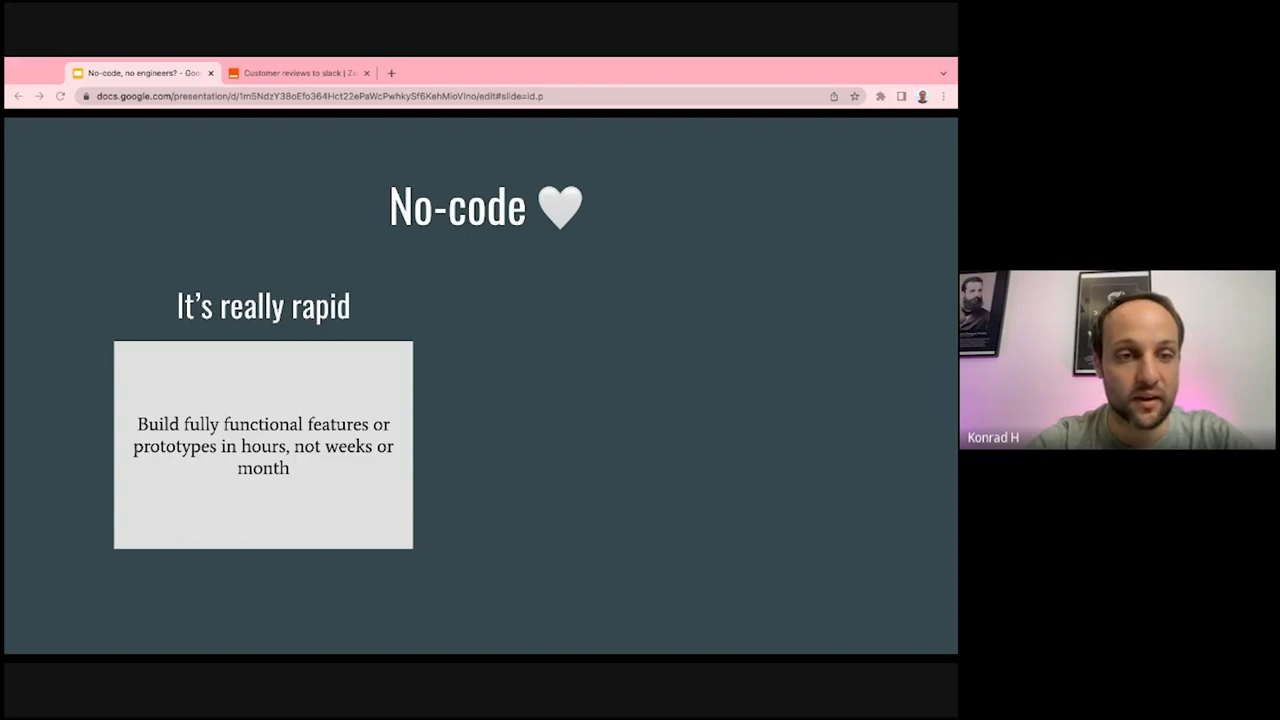 No-code, no engineers? - Goo
Customer reviews to slack | Za
docs.google.com/presentation/d/1m5NdzY38oEfo364Hct22ePaWcPwhkySf6KehMioVlno/edit#slide=id.p
No-code 🤍
It's really rapid
Build fully functional features or
prototypes in hours, not weeks or
month
Konrad H